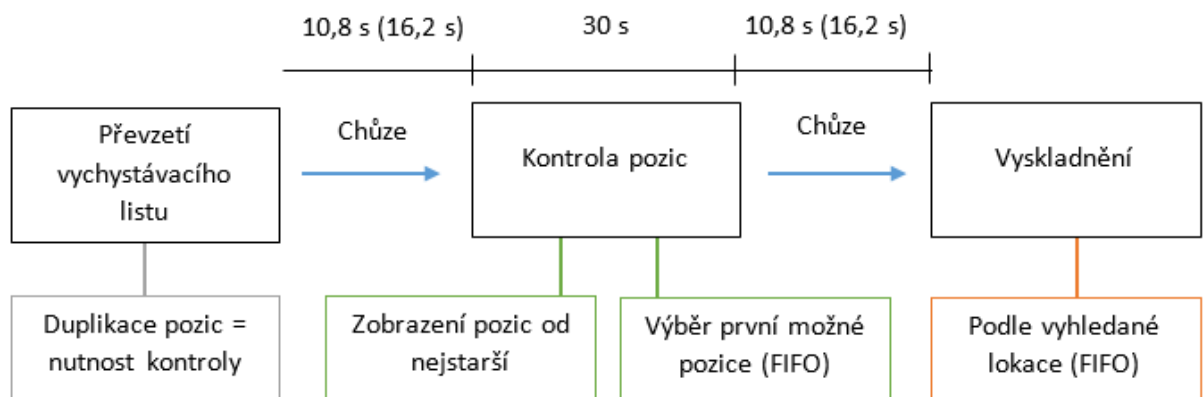 10,8 s (16,2 s)
30 s
10,8 s (16,2 s)
Převzetí
vychystávacího
listu
Chůze
Kontrola pozic
Chůze
Vyskladnění
Duplikace pozic =
nutnost kontroly
Zobrazení pozic od
nejstarší
Výběr první možné
pozice (FIFO)
Podle vyhledané
lokace (FIFO)